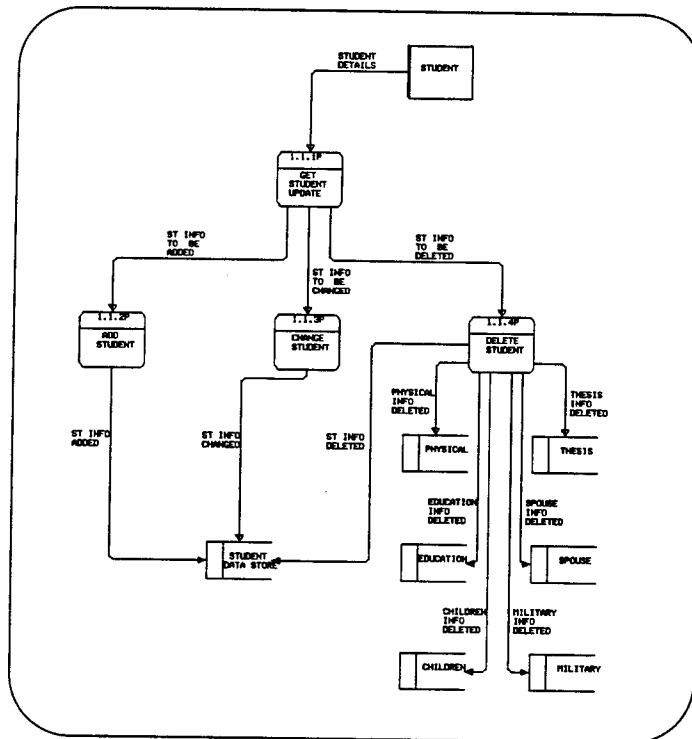 STUDENT
DETAILS
STUDENT
1.1.1P
GET
STUDENT
UPDATE
ST INFO
TO BE
ADDED
ST INFO
TO BE
CHANGED
ST INFO
TO BE
DELETED
1.1.2P
ADD
STUDENT
1.1.3P
CHANGE
STUDENT
1.1.4P
DELETE
STUDENT
PHYSICAL
INFO
DELETED
THESIS
INFO
DELETED
ST INFO
ADDED
ST INFO
CHANGED
ST INFO
DELETED
PHYSICAL
THESIS
EDUCATION
INFO
DELETED
SPOUSE
INFO
DELETED
STUDENT
DATA STORE
EDUCATION
SPOUSE
CHILDREN
INFO
DELETED
MILITARY
INFO
DELETED
CHILDREN
MILITARY